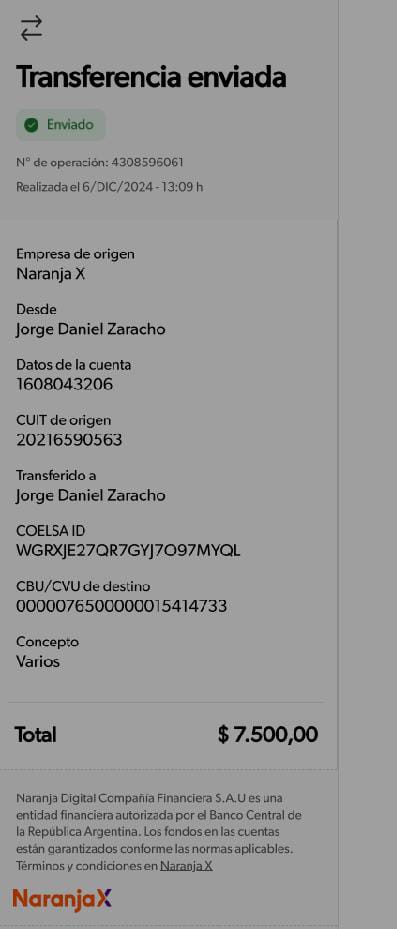 Transferencia enviada
Enviado
N° de operación: 4308596061
Realizada el 6/DIC/2024 - 13:09 h
Empresa de origen
Naranja X
Desde
Jorge Daniel Zaracho
Datos de la cuenta
1608043206
CUIT de origen
20216590563
Transferido a
Jorge Daniel Zaracho
COELSA ID
WGRXJE27QR7GYJ7O97MYQL
CBU/CVU de destino
0000076500000015414733
Concepto
Varios
Total $ 7.500,00
Naranja Digital Compañía Financiera S.A.U es una
entidad financiera autorizada por el Banco Central de
la República Argentina. Los fondos en las cuentas
están garantizados conforme las normas aplicables.
Términos y condiciones en Naranja X
NaranjaX